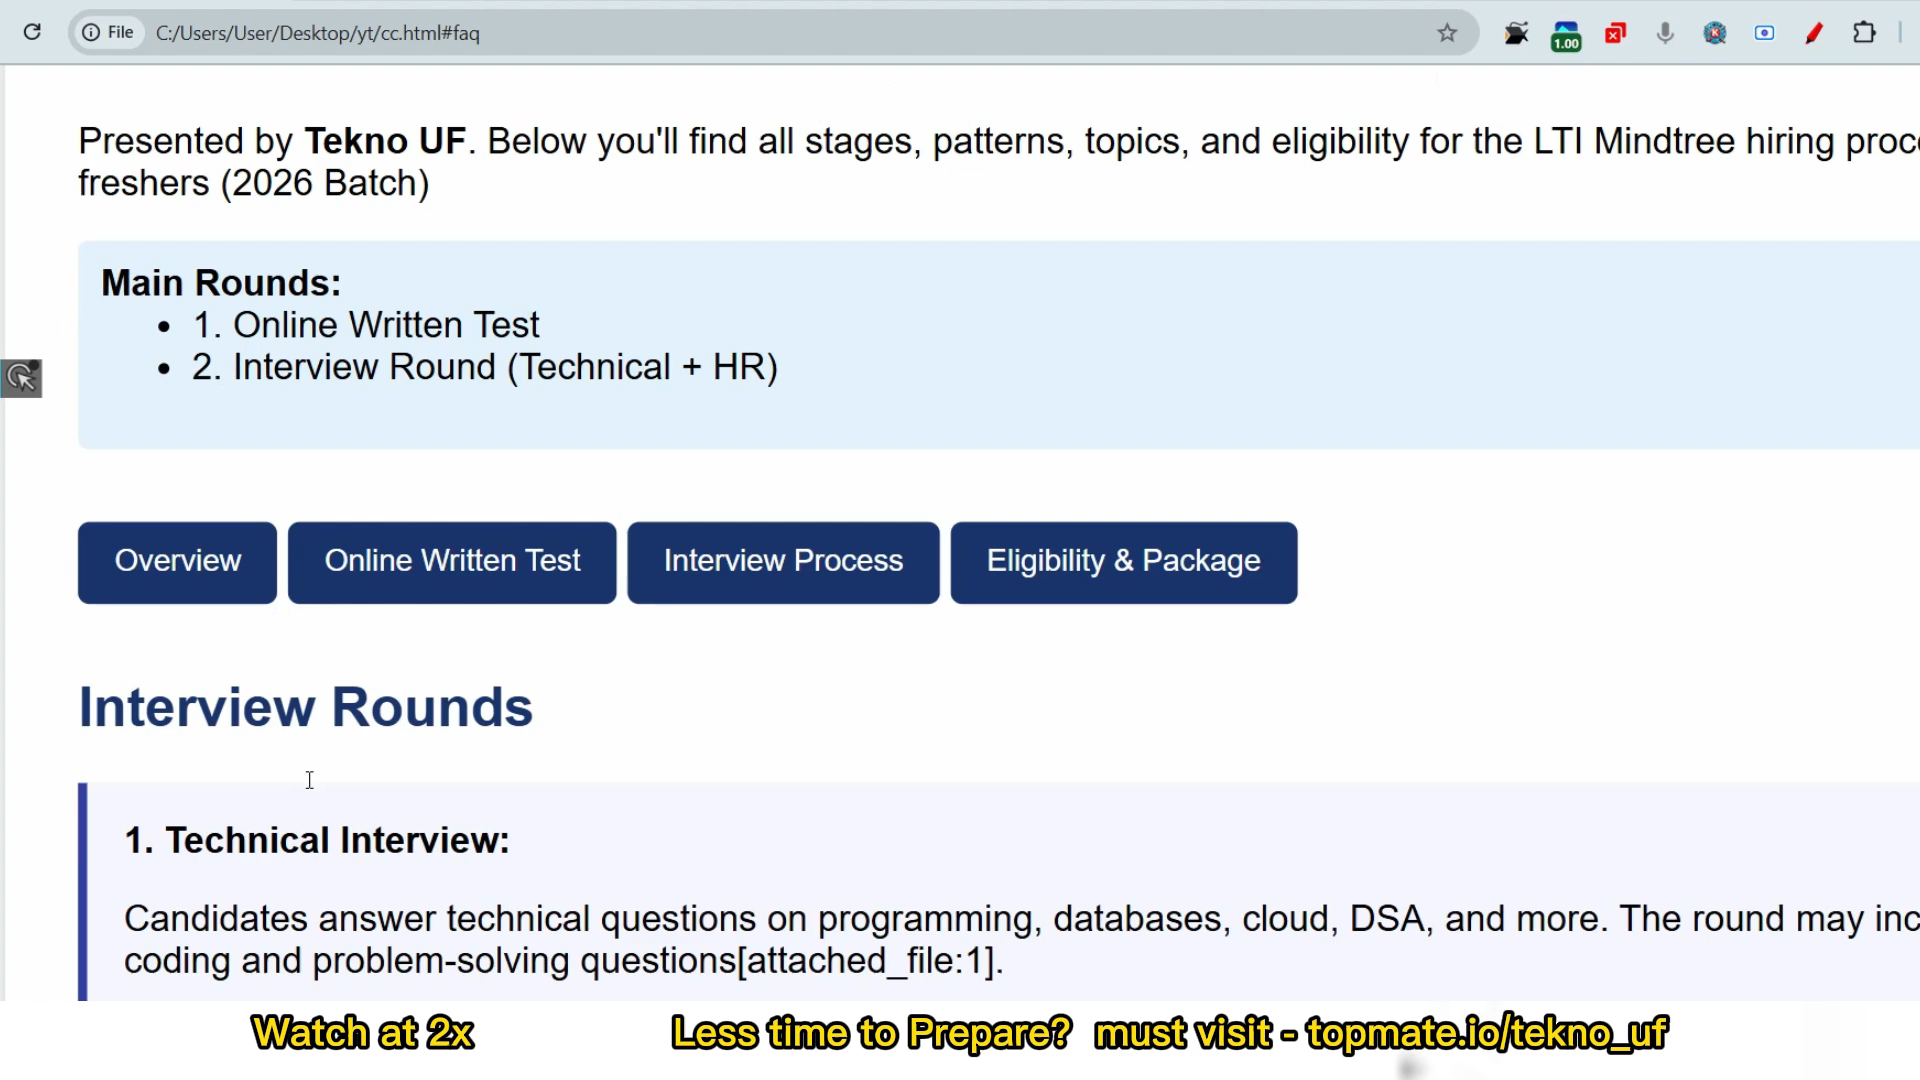 File C:/Users/User/Desktop/yt/cc.html#faq
1.00
Presented by Tekno UF. Below you'll find all stages, patterns, topics, and eligibility for the LTI Mindtree hiring proc
freshers (2026 Batch)
Main Rounds:
• 1. Online Written Test
• 2. Interview Round (Technical + HR)
Overview Online Written Test Interview Process Eligibility & Package
Interview Rounds
1. Technical Interview:
Candidates answer technical questions on programming, databases, cloud, DSA, and more. The round may inc
coding and problem-solving questions[attached_file:1].
Watch at 2x Less time to Prepare? must visit - topmate.io/tekno_uf